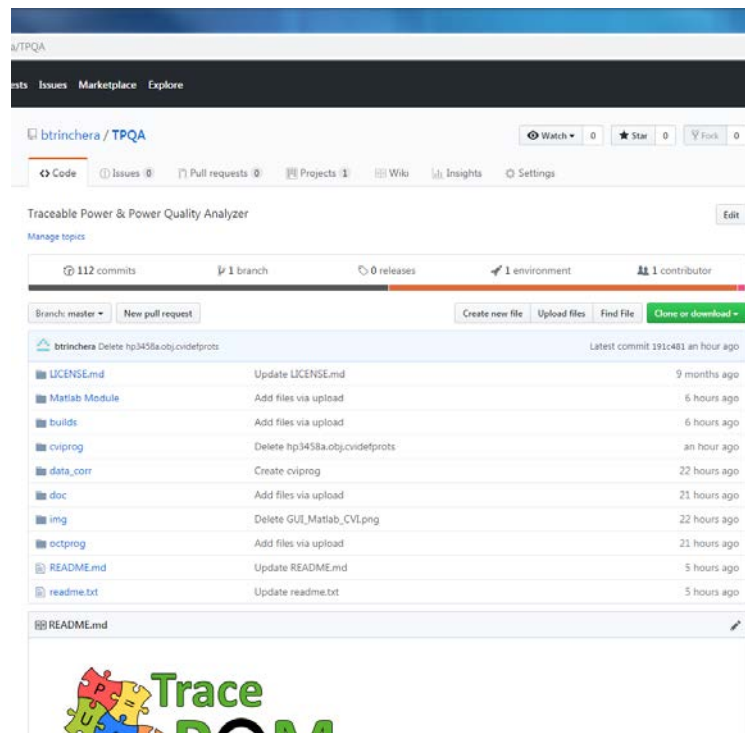 a/TPQA
ests Issues Marketplace Explore
btrinchera / TPQA Watch 0 Star 0 Fork 0
Code Issues 0 Pull requests 0 Projects 1 Wiki Insights Settings
Traceable Power & Power Quality Analyzer Edit
Manage topics
112 commits 1 branch 0 releases 1 environment 1 contributor
Branch: master New pull request Create new file Upload files Find File Clone or download
btrinchera Delete hp3458a.obj.cvidefprots Latest commit 191c481 an hour ago
LICENSE.md Update LICENSE.md 9 months ago
Matlab Module Add files via upload 6 hours ago
builds Add files via upload 6 hours ago
cviprog Delete hp3458a.obj.cvidefprots an hour ago
data_corr Create cviprog 22 hours ago
doc Add files via upload 21 hours ago
img Delete GUI_Matlab_CVI.png 22 hours ago
octprog Add files via upload 21 hours ago
README.md Update README.md 5 hours ago
readme.txt Update readme.txt 5 hours ago
README.md
P =
U
Trace
PQM